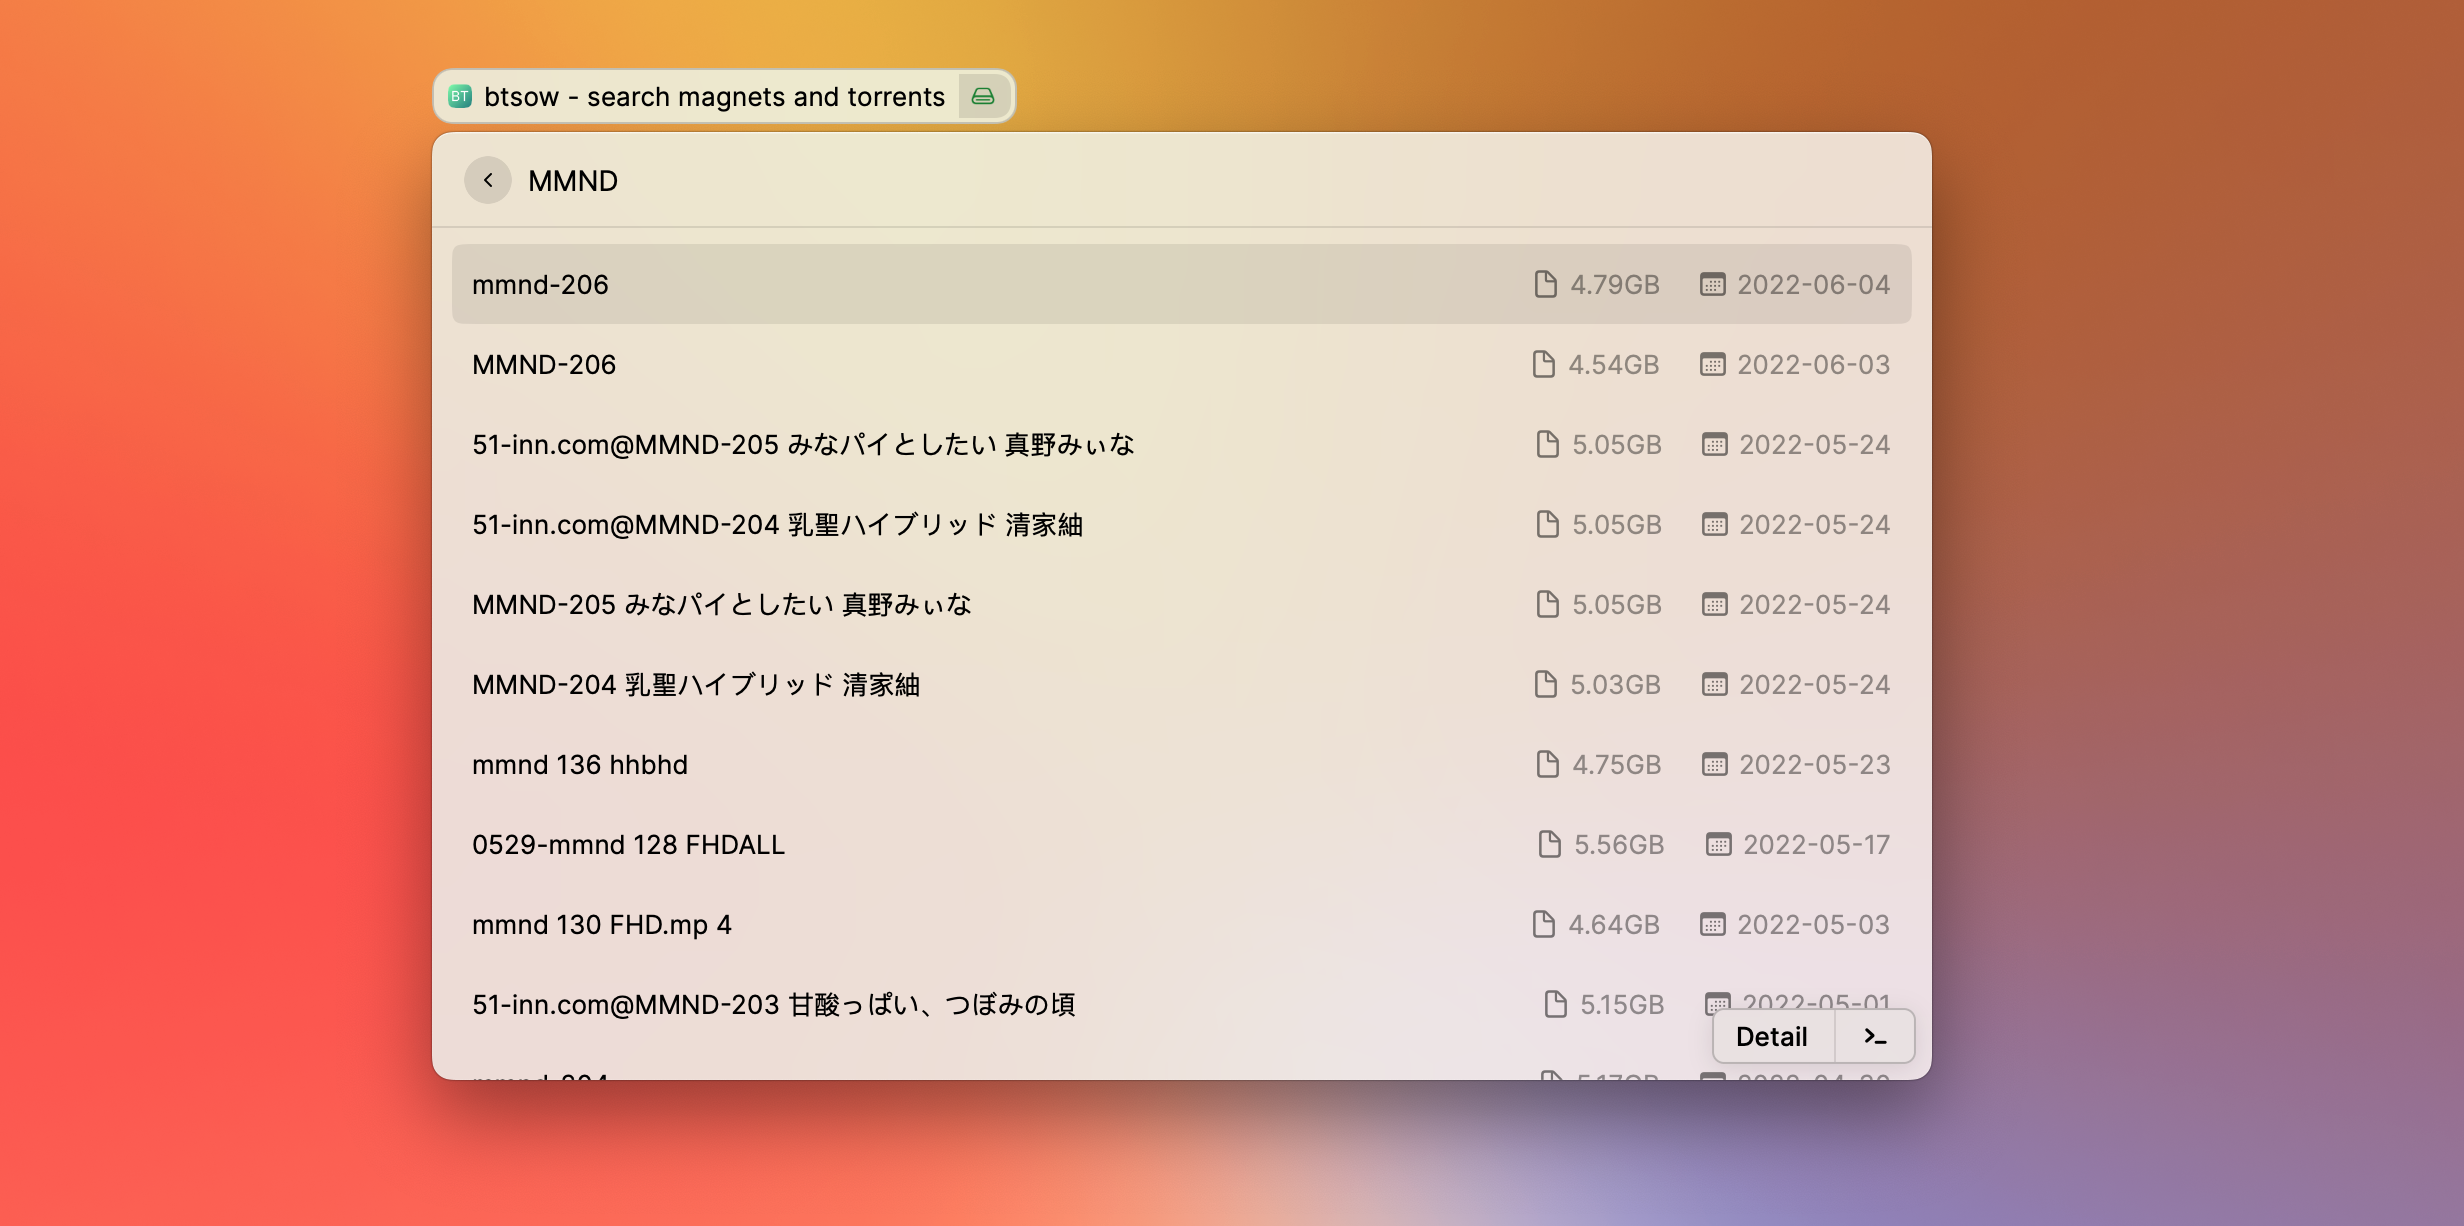 BT btsow - search magnets and torrents
MMND
mmnd-206 4.79GB 2022-06-04
MMND-206 4.54GB 2022-06-03
51-inn.com@MMND-205 みなパイとしたい 真野みぃな 5.05GB 2022-05-24
51-inn.com@MMND-204 乳聖ハイブリッド 清家紬 5.05GB 2022-05-24
MMND-205 みなパイとしたい 真野みぃな 5.05GB 2022-05-24
MMND-204 乳聖ハイブリッド 清家紬 5.03GB 2022-05-24
mmnd 136 hhbhd 4.75GB 2022-05-23
0529-mmnd 128 FHDALL 5.56GB 2022-05-17
mmnd 130 FHD.mp 4 4.64GB 2022-05-03
51-inn.com@MMND-203 甘酸っぱい、つぼみの頃 5.15GB 2022-05-01
Detail >_